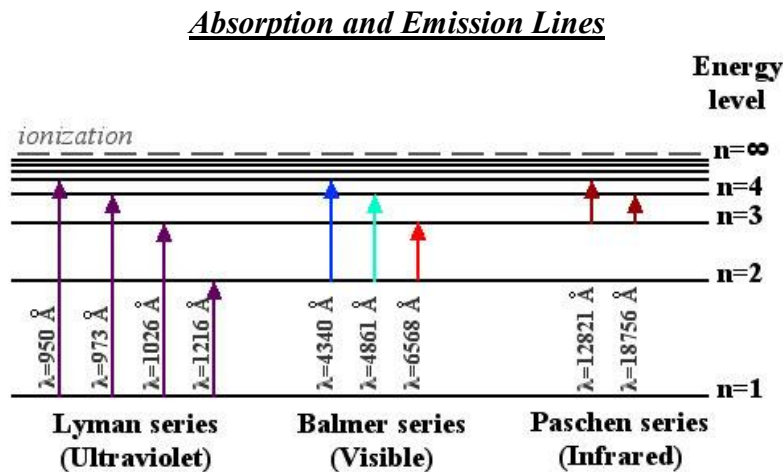 Absorption and Emission Lines
Energy
level
ionization
n=∞
n=4
n=3
n=2
λ=950 Å
λ=973 Å
λ=1026 Å
λ=1216 Å
λ=4340 Å
λ=4861 Å
λ=6568 Å
λ=12821 Å
λ=18756 Å
n=1
Lyman series
(Ultraviolet)
Balmer series
(Visible)
Paschen series
(Infrared)